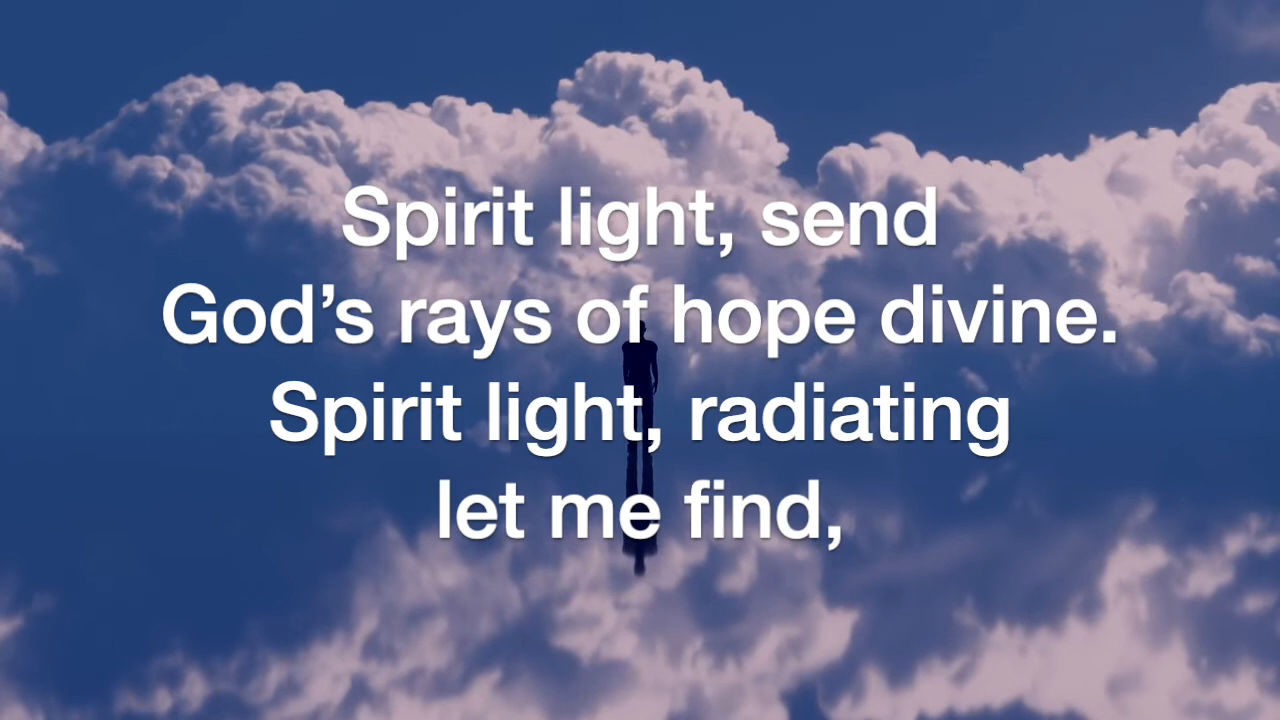 Spirit light, send
God’s rays of hope divine.
Spirit light, radiating
let me find,